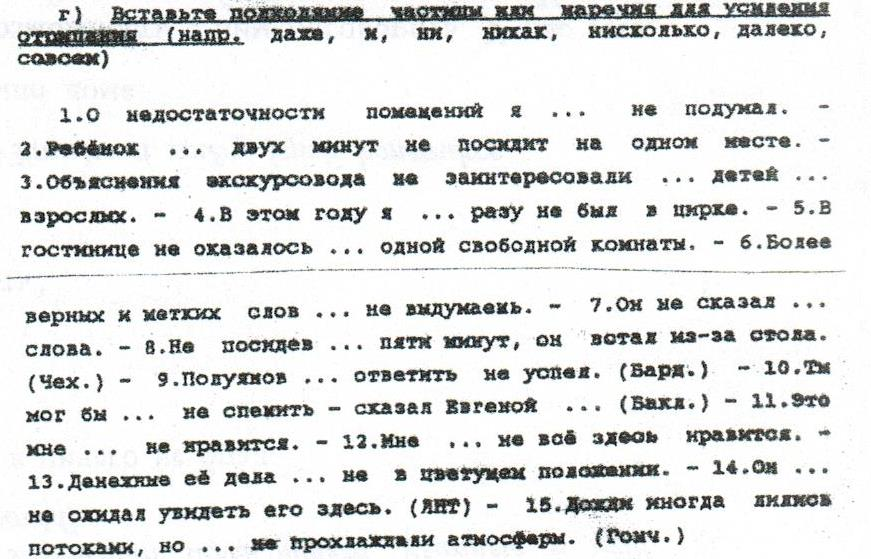 г) Вставьте подходящие частицы или наречия для усиления
отрицания (напр. даже, и, ни, никак, нисколько, далеко,
совсем)
1.О недостаточности помещений я ... не подумал. -
2.Ребёнок ... двух минут не посидит на одном месте. -
3.Объяснения экскурсовода не заинтересовали ... детей ...
взрослых. - 4.В этом году я ... разу не был в цирке. - 5.В
гостинице не оказалось ... одной свободной комнаты. - 6.Более
верных и метких слов ... не выдумаешь. - 7.Он не сказал ...
слова. - 8.Не посидев ... пяти минут, он встал из-за стола.
(Чех.) - 9.Полуянов ... ответить не успел. (Бард.) - 10.Ты
мог бы ... не спешить - сказал Евгеной ... (Бакл.) - 11.Это
мне ... не нравится. - 12.Мне ... не всё здесь нравится. -
13.Денежные её дела ... не в цветущем положении. - 14.Он ...
не ожидал увидеть его здесь. (ЛНТ) - 15.Дожди иногда лились
потоками, но ... не прохлаждали атмосферы. (Гонч.)